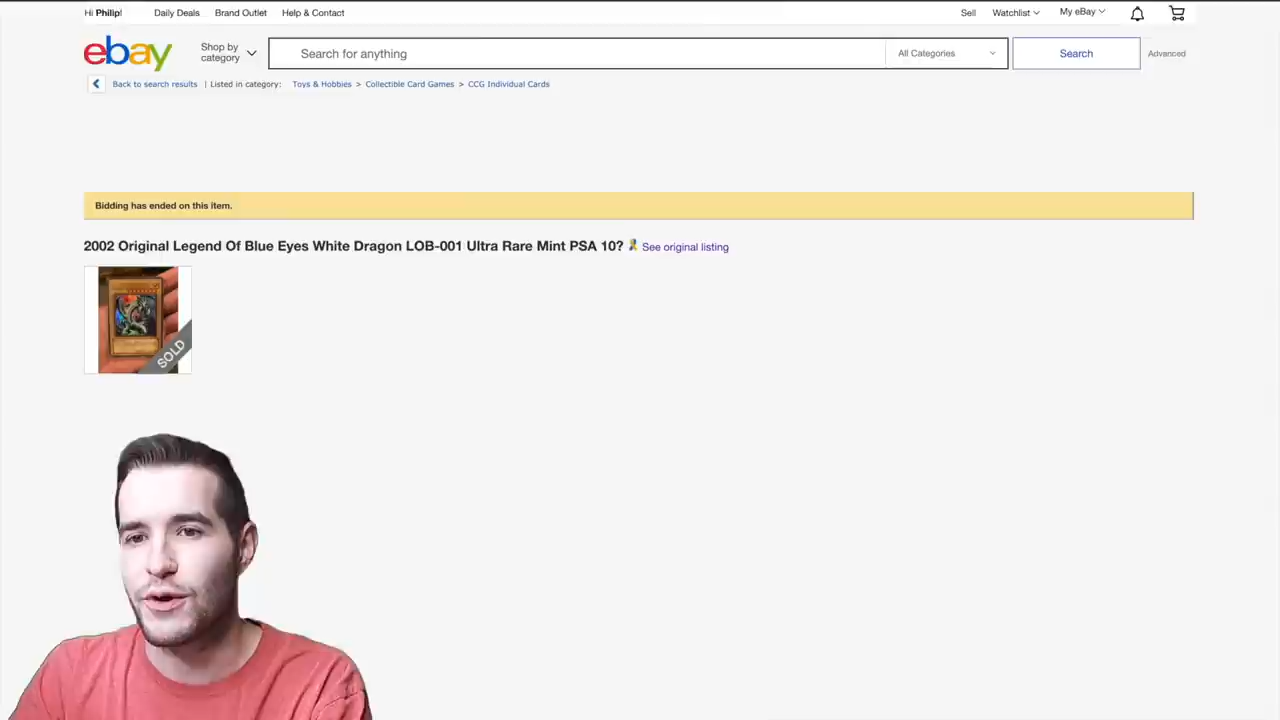 Hi Philip!
Daily Deals
Brand Outlet
Help & Contact
Sell
Watchlist
My eBay
ebay
Shop by
category
Search for anything
All Categories
Search
Advanced
Back to search results | Listed in category: Toys & Hobbies > Collectible Card Games > CCG Individual Cards
Bidding has ended on this item.
2002 Original Legend Of Blue Eyes White Dragon LOB-001 Ultra Rare Mint PSA 10? See original listing
SOLD